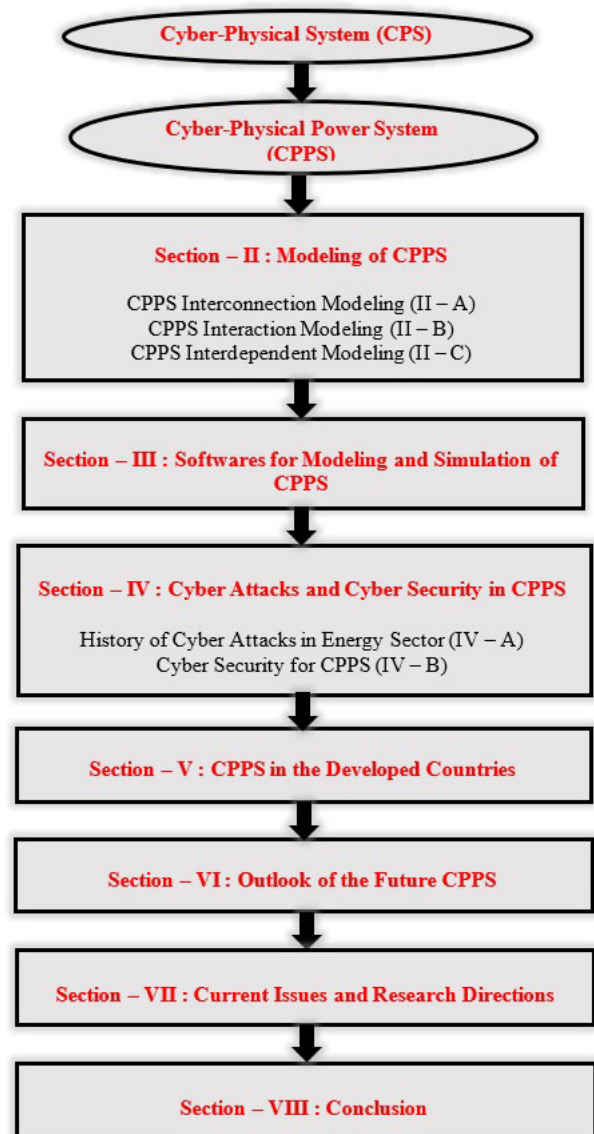 Cyber-Physical System (CPS)
Cyber-Physical Power System
(CPPS)
Section – II : Modeling of CPPS
CPPS Interconnection Modeling (II – A)
CPPS Interaction Modeling (II – B)
CPPS Interdependent Modeling (II – C)
Section – III : Softwares for Modeling and Simulation of
CPPS
Section – IV : Cyber Attacks and Cyber Security in CPPS
History of Cyber Attacks in Energy Sector (IV – A)
Cyber Security for CPPS (IV – B)
Section – V : CPPS in the Developed Countries
Section – VI : Outlook of the Future CPPS
Section – VII : Current Issues and Research Directions
Section – VIII : Conclusion